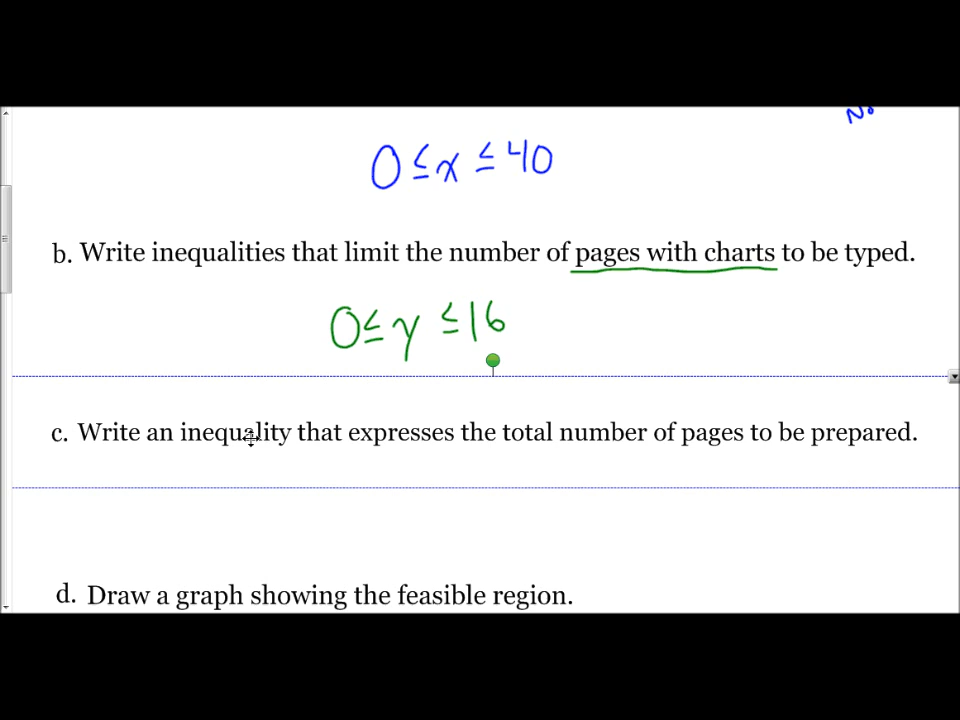 0 ≤ x ≤ 40
b. Write inequalities that limit the number of pages with charts to be typed.
0 ≤ y ≤ 16
c. Write an inequality that expresses the total number of pages to be prepared.
d. Draw a graph showing the feasible region.